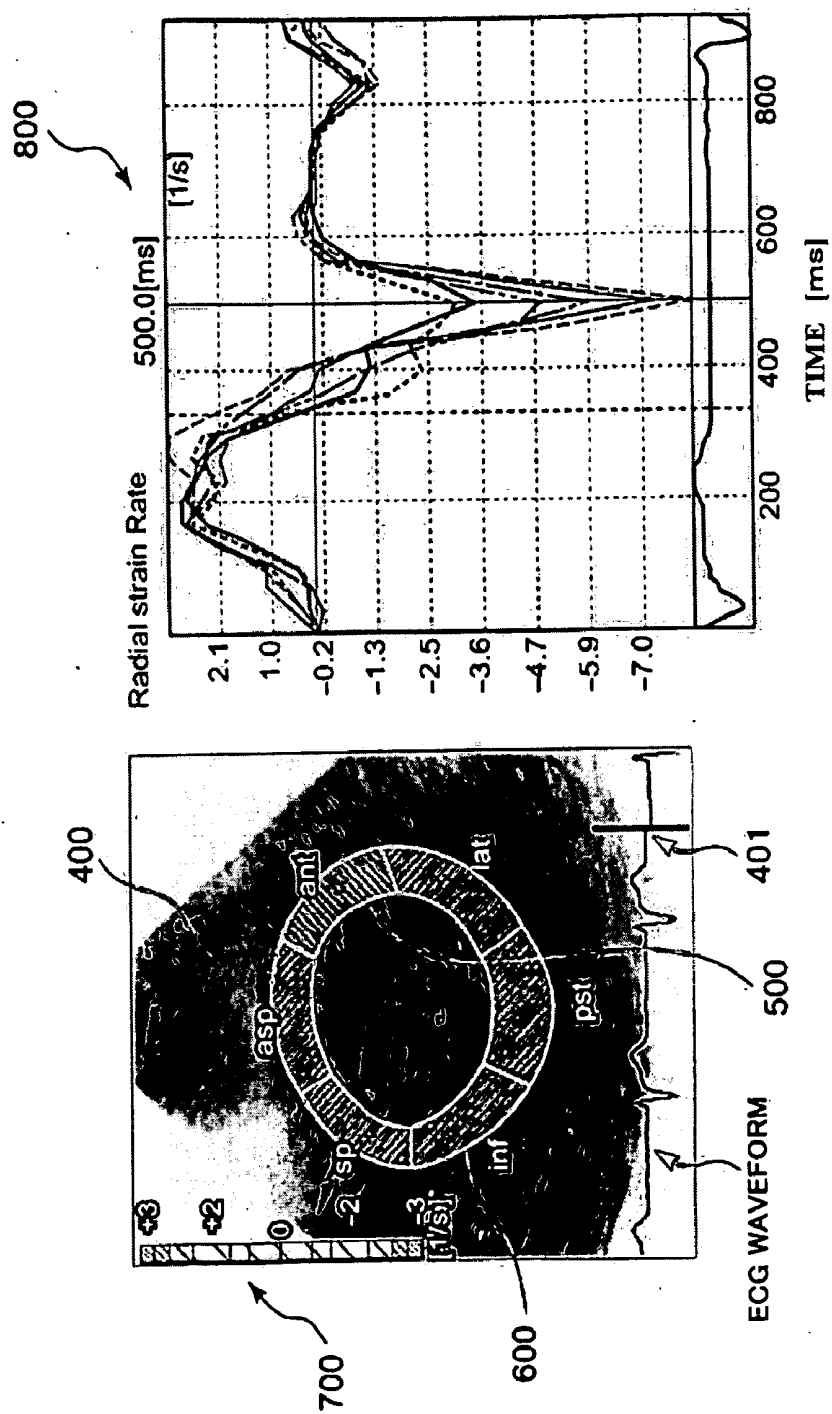 700
+3
+2
0
−2
−3
[1/s]
400
asp
ant
sp
lat
inf
pst
600
ECG WAVEFORM
500
401
800
Radial strain Rate
500.0[ms]
[1/s]
2.1
1.0
−0.2
−1.3
−2.5
−3.6
−4.7
−5.9
−7.0
200
400
600
800
TIME [ms]